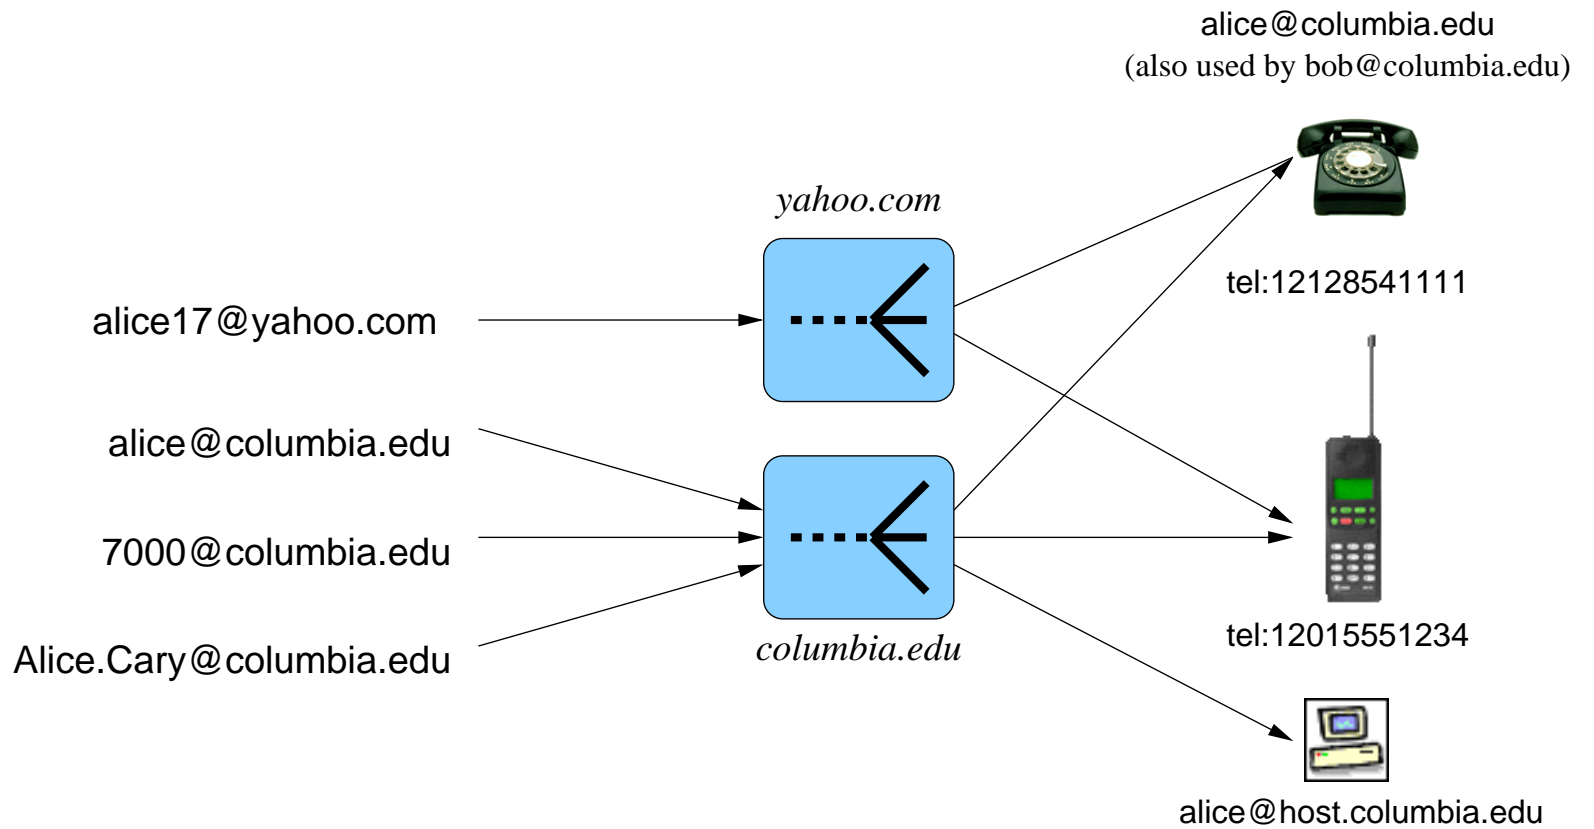 alice@columbia.edu
(also used by bob@columbia.edu)
yahoo.com
tel:12128541111
alice17@yahoo.com
alice@columbia.edu
7000@columbia.edu
Alice.Cary@columbia.edu
columbia.edu
tel:12015551234
alice@host.columbia.edu